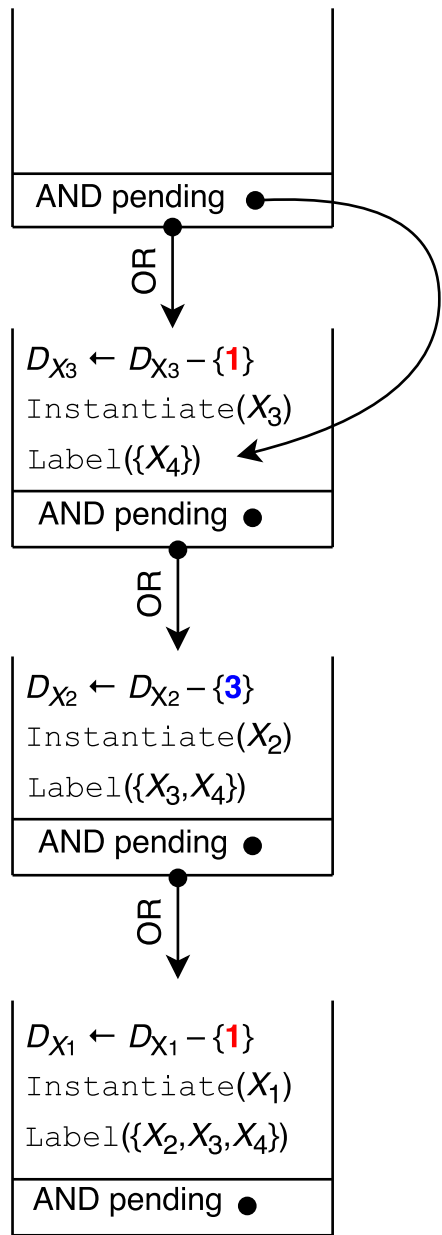 AND pending
OR
D_X3 ← D_X3 – {1}
Instantiate(X3)
Label({X4})
AND pending
OR
D_X2 ← D_X2 – {3}
Instantiate(X2)
Label({X3,X4})
AND pending
OR
D_X1 ← D_X1 – {1}
Instantiate(X1)
Label({X2,X3,X4})
AND pending